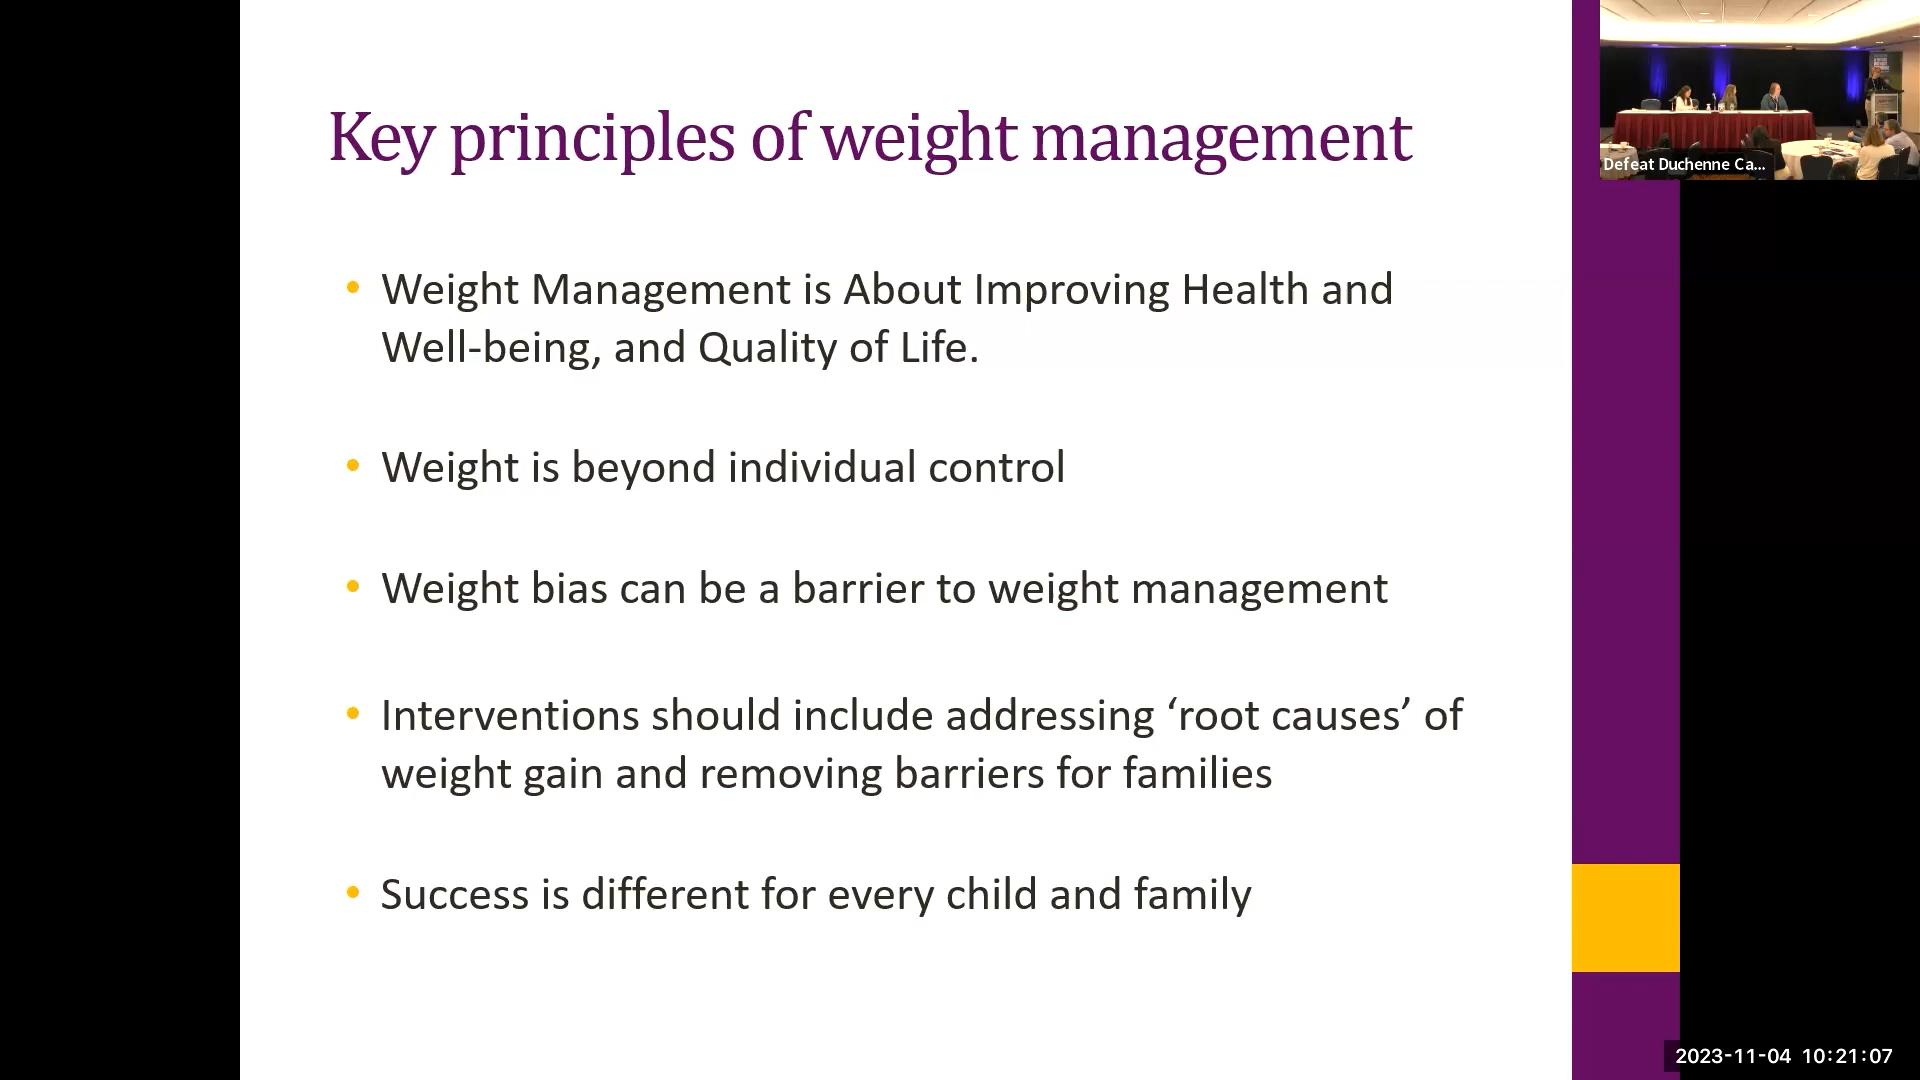 Key principles of weight management
• Weight Management is About Improving Health and
Well-being, and Quality of Life.
• Weight is beyond individual control
• Weight bias can be a barrier to weight management
• Interventions should include addressing ‘root causes’ of
weight gain and removing barriers for families
• Success is different for every child and family
Defeat Duchenne Ca...
2023-11-04 10:21:07